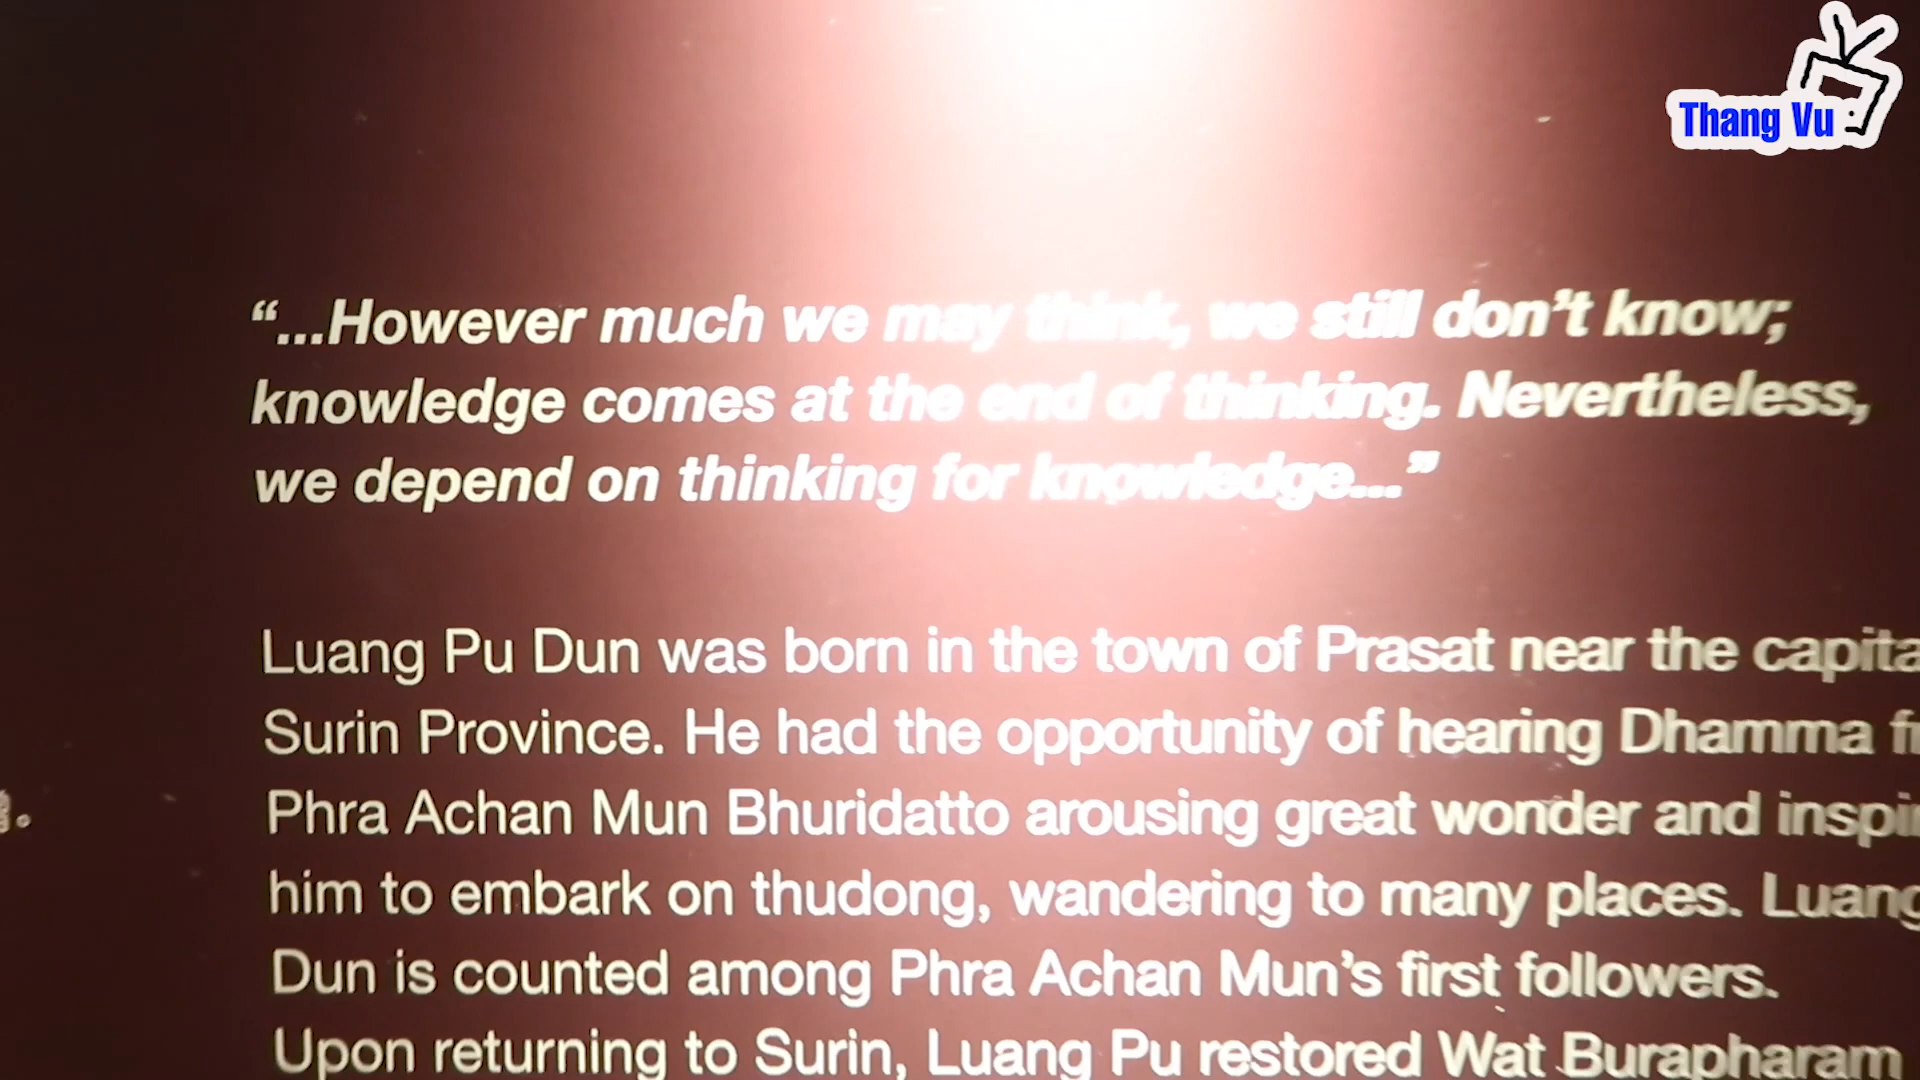 Thang Vu
“...However much we may think, we still don’t know;
knowledge comes at the end of thinking. Nevertheless,
we depend on thinking for knowledge...”
Luang Pu Dun was born in the town of Prasat near the
Surin Province. He had the opportunity of hearing Dhamma
Phra Achan Mun Bhuridatto arousing great wonder and
him to embark on thudong, wandering to many places. Luang
Dun is counted among Phra Achan Mun’s first followers.
Upon returning to Surin, Luang Pu restored Wat Burapharam